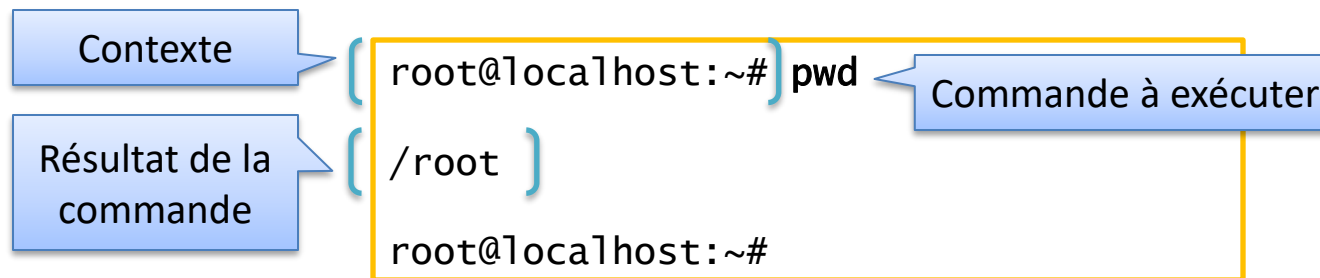 Contexte
root@localhost:~# pwd
Commande à exécuter
Résultat de la
commande
/root
root@localhost:~#